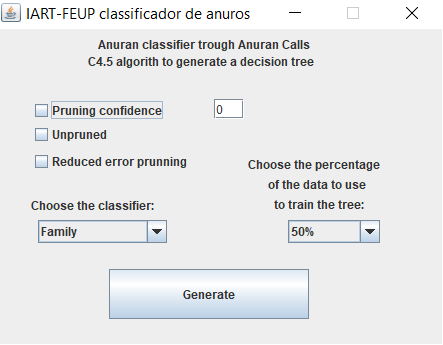 IART-FEUP classificador de anuros
Anuran classifier trough Anuran Calls
C4.5 algorith to generate a decision tree
Pruning confidence
0
Unpruned
Reduced error prunning
Choose the percentage
of the data to use
to train the tree:
Choose the classifier:
Family
50%
Generate